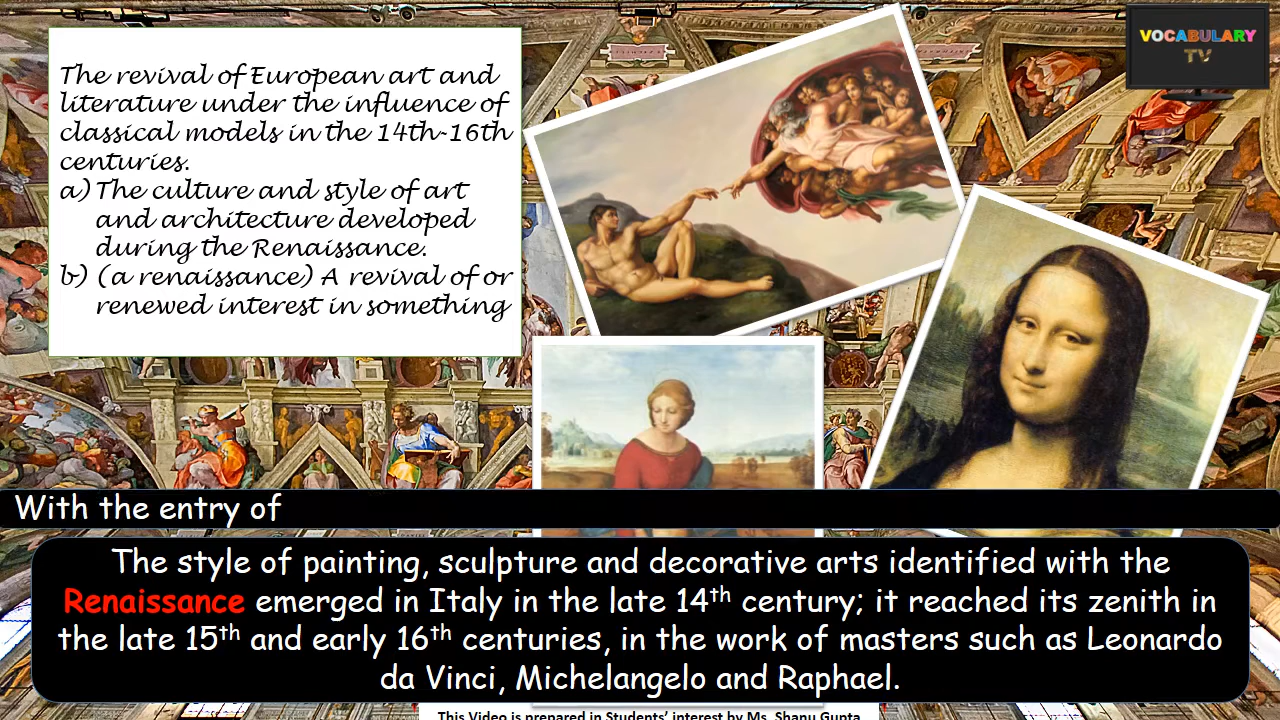 VOCABULARY
TV
The revival of European art and
literature under the influence of
classical models in the 14th-16th
centuries.
a) The culture and style of art
and architecture developed
during the Renaissance.
b) (a renaissance) A revival of or
renewed interest in something
With the entry of
The style of painting, sculpture and decorative arts identified with the
Renaissance emerged in Italy in the late 14th century; it reached its zenith in
the late 15th and early 16th centuries, in the work of masters such as Leonardo
da Vinci, Michelangelo and Raphael.
This Video is prepared in Students' interest by Ms. Shanu Gupta